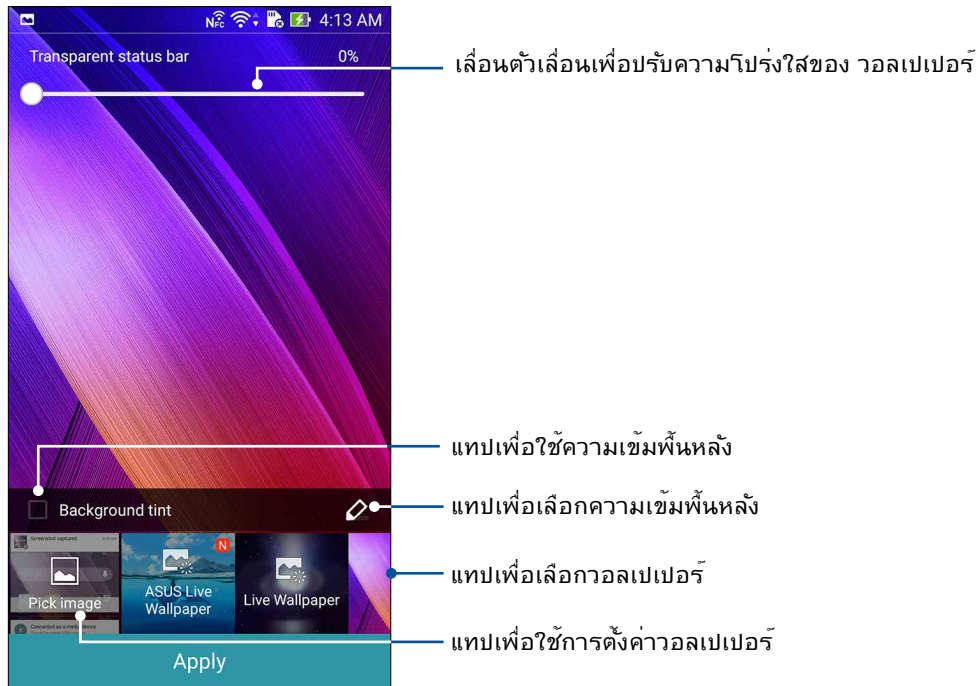 NFC 4:13 AM
Transparent status bar 0%
เลื่อนตัวเลื่อนเพื่อปรับความโปร่งใสของ วอลเปเปอร์
แทปเพื่อใช้ความเข้มพื้นหลัง
Background tint
แทปเพื่อเลือกความเข้มพื้นหลัง
Screenshot captured.
N
Pick image
ASUS Live
Wallpaper
Live Wallpaper
แทปเพื่อเลือกวอลเปเปอร์
Connected as a media device
แทปเพื่อใช้การตั้งค่าวอลเปเปอร์
Apply